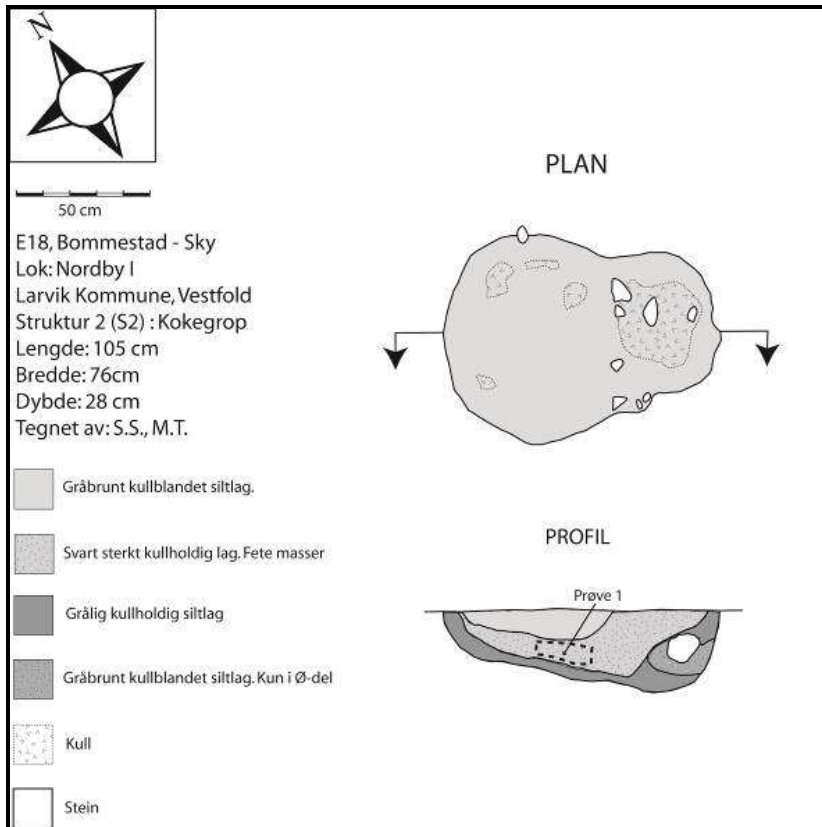 N
50 cm
E18, Bommestad - Sky
Lok: Nordby I
Larvik Kommune, Vestfold
Struktur 2 (S2) : Kokegrop
Lengde: 105 cm
Bredde: 76cm
Dybde: 28 cm
Tegnet av: S.S., M.T.
Gråbrunt kullblandet siltlag.
Svart sterkt kullholdig lag. Fete masser
Grålig kullholdig siltlag
Gråbrunt kullblandet siltlag. Kun i Ø-del
Kull
Stein
PLAN
PROFIL
Prøve 1